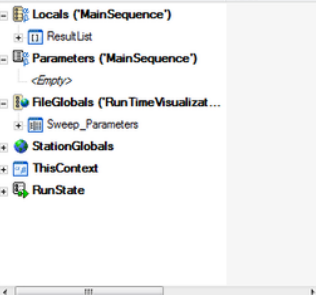 Locals ('MainSequence')
ResultList
Parameters ('MainSequence')
<Empty>
FileGlobals ('RunTimeVisualizat...
Sweep_Parameters
StationGlobals
ThisContext
RunState